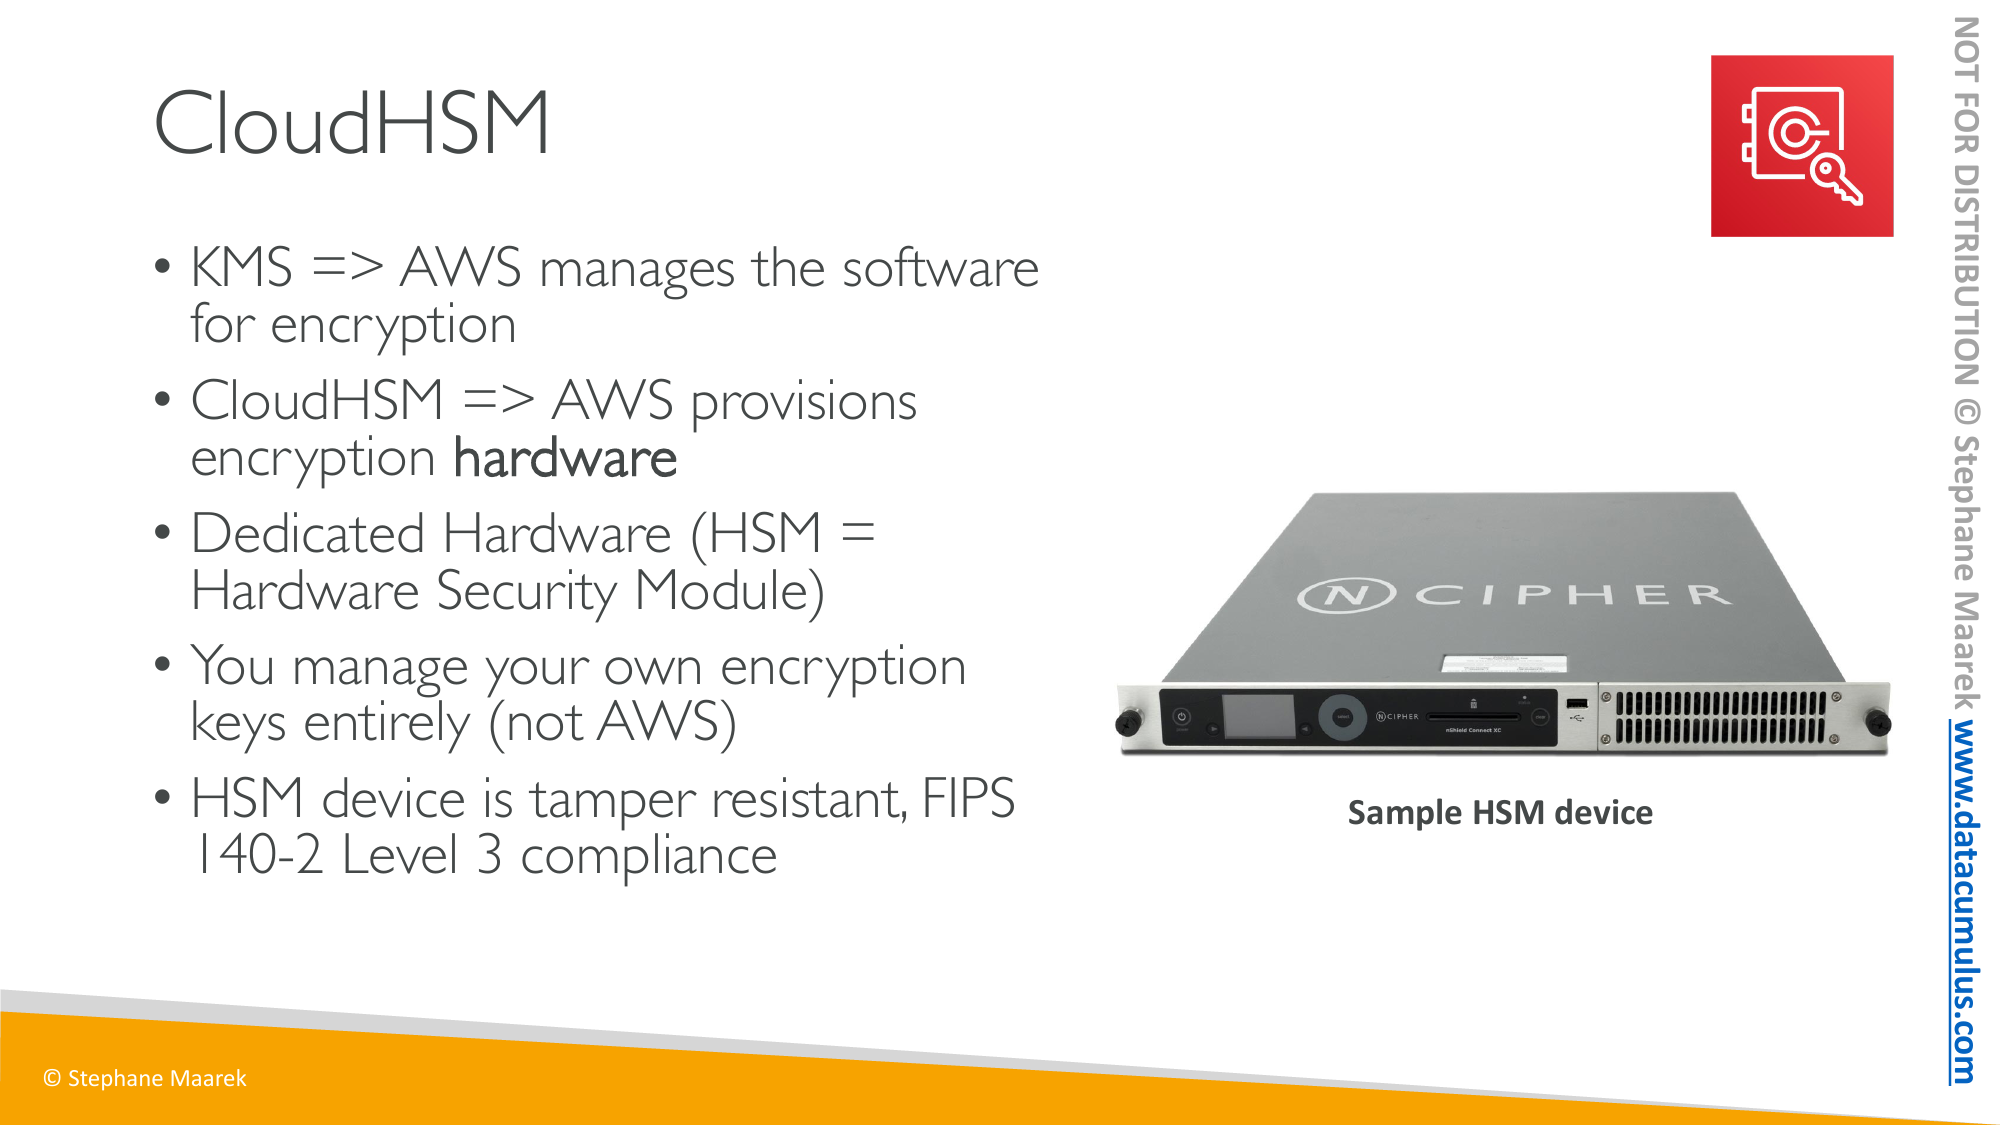 CloudHSM
• KMS => AWS manages the software
for encryption
• CloudHSM => AWS provisions
encryption hardware
• Dedicated Hardware (HSM =
Hardware Security Module)
• You manage your own encryption
keys entirely (not AWS)
• HSM device is tamper resistant, FIPS
140-2 Level 3 compliance
N CIPHER
N CIPHER
nShield Connect XC
Sample HSM device
© Stephane Maarek
NOT FOR DISTRIBUTION © Stephane Maarek www.datacumulus.com